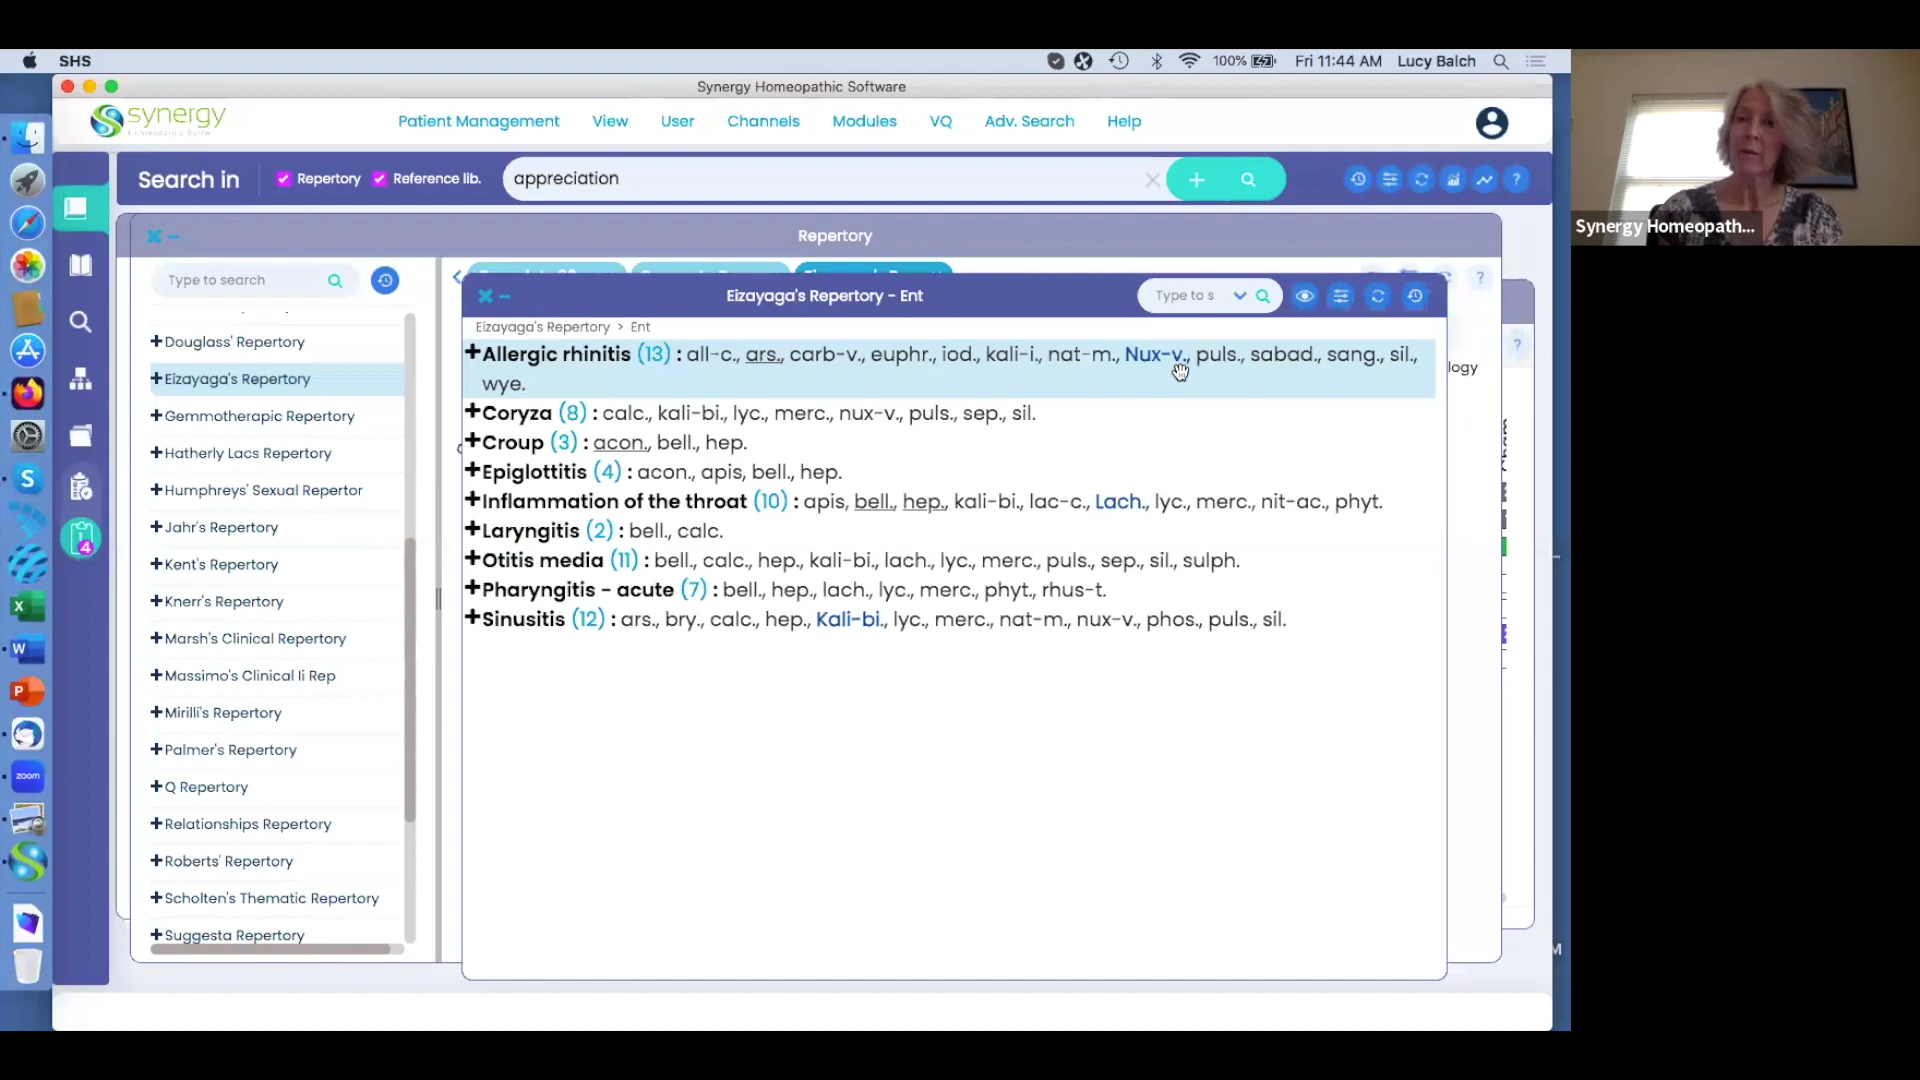 SHS
100%
Fri 11:44 AM
Lucy Balch
Synergy Homeopathic Software
synergy
Patient Management
View
User
Channels
Modules
VQ
Adv. Search
Help
Search in
Repertory
Reference lib.
appreciation
Synergy Homeopath...
Repertory
Type to search
Eizayaga's Repertory - Ent
Type to s
Eizayaga's Repertory > Ent
Douglass' Repertory
Eizayaga's Repertory
Gemmotherapic Repertory
Hatherly Lacs Repertory
Humphreys' Sexual Repertor
Jahr's Repertory
Kent's Repertory
Knerr's Repertory
Marsh's Clinical Repertory
Massimo's Clinical Ii Rep
Mirilli's Repertory
Palmer's Repertory
Q Repertory
Relationships Repertory
Roberts' Repertory
Scholten's Thematic Repertory
Suggesta Repertory
Allergic rhinitis (13) : all-c., ars., carb-v., euphr., iod., kali-i., nat-m., Nux-v., puls., sabad., sang., sil.,
wye.
Coryza (8) : calc., kali-bi., lyc., merc., nux-v., puls., sep., sil.
Croup (3) : acon., bell., hep.
Epiglottitis (4) : acon., apis, bell., hep.
Inflammation of the throat (10) : apis, bell., hep., kali-bi., lac-c., Lach., lyc., merc., nit-ac., phyt.
Laryngitis (2) : bell., calc.
Otitis media (11) : bell., calc., hep., kali-bi., lach., lyc., merc., puls., sep., sil., sulph.
Pharyngitis - acute (7) : bell., hep., lach., lyc., merc., phyt., rhus-t.
Sinusitis (12) : ars., bry., calc., hep., Kali-bi., lyc., merc., nat-m., nux-v., phos., puls., sil.
logy
4
zoom